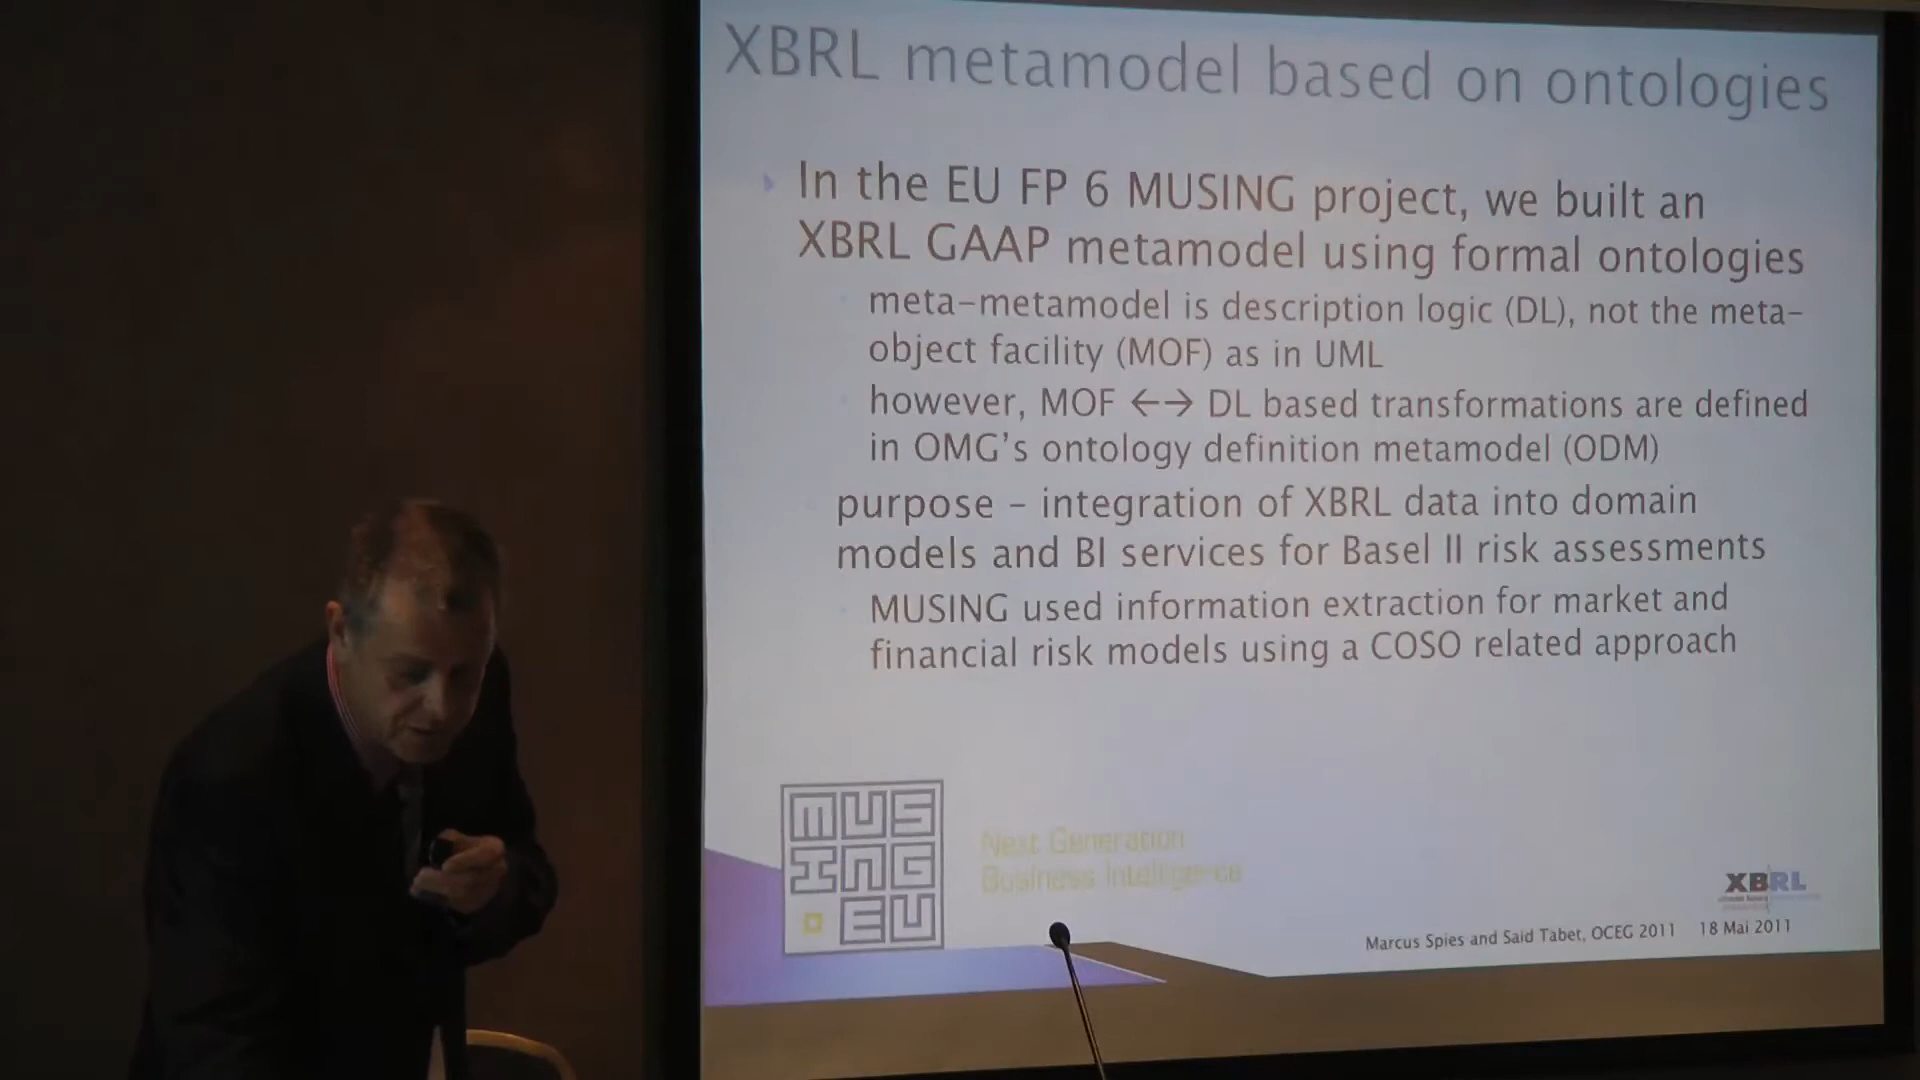 XBRL metamodel based on ontologies
In the EU FP 6 MUSING project, we built an
XBRL GAAP metamodel using formal ontologies
meta-metamodel is description logic (DL), not the meta-
object facility (MOF) as in UML
however, MOF ←→ DL based transformations are defined
in OMG's ontology definition metamodel (ODM)
purpose - integration of XBRL data into domain
models and BI services for Basel II risk assessments
MUSING used information extraction for market and
financial risk models using a COSO related approach
MUS
ING
EU
Next Generation
Business Intelligence
XBRL
Marcus Spies and Said Tabet, OCEG 2011 18 Mai 2011